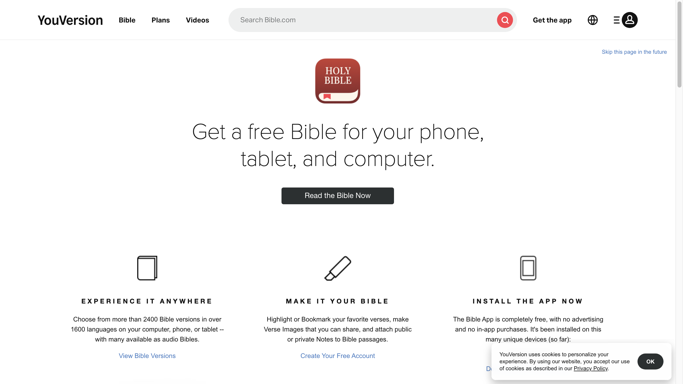 YouVersion
Bible
Plans
Videos
Search Bible.com
Get the app
Skip this page in the future
HOLY
BIBLE
Get a free Bible for your phone,
tablet, and computer.
Read the Bible Now
EXPERIENCE IT ANYWHERE
Choose from more than 2400 Bible versions in over
1600 languages on your computer, phone, or tablet --
with many available as audio Bibles.
View Bible Versions
MAKE IT YOUR BIBLE
Highlight or Bookmark your favorite verses, make
Verse Images that you can share, and attach public
or private Notes to Bible passages.
Create Your Free Account
INSTALL THE APP NOW
The Bible App is completely free, with no advertising
and no in-app purchases. It's been installed on this
many unique devices (so far):
YouVersion uses cookies to personalize your
experience. By using our website, you accept our use
of cookies as described in our Privacy Policy.
OK